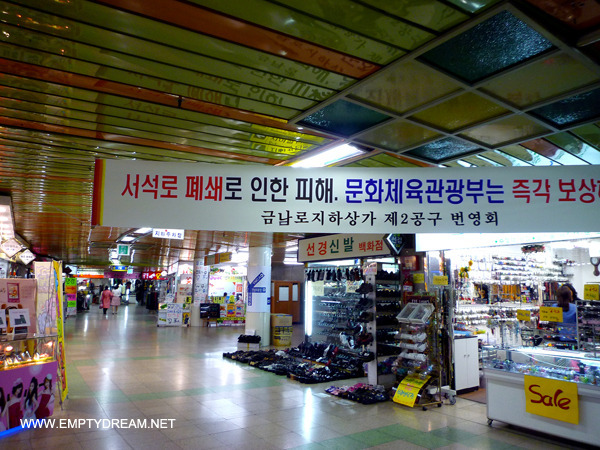 서석로 폐쇄로 인한 피해. 문화체육관광부는 즉각 보상하
금남로지하상가 제2공구 번영회
선경신발 백화점
Sale
WWW.EMPTYDREAM.NET